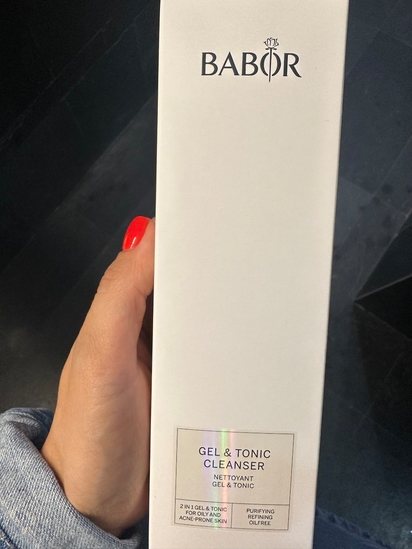 BABOR
GEL & TONIC
CLEANSER
NETTOYANT
GEL & TONIC
2 IN 1 GEL & TONIC
FOR OILY AND
ACNE-PRONE SKIN
PURIFYING
REFINING
OILFREE